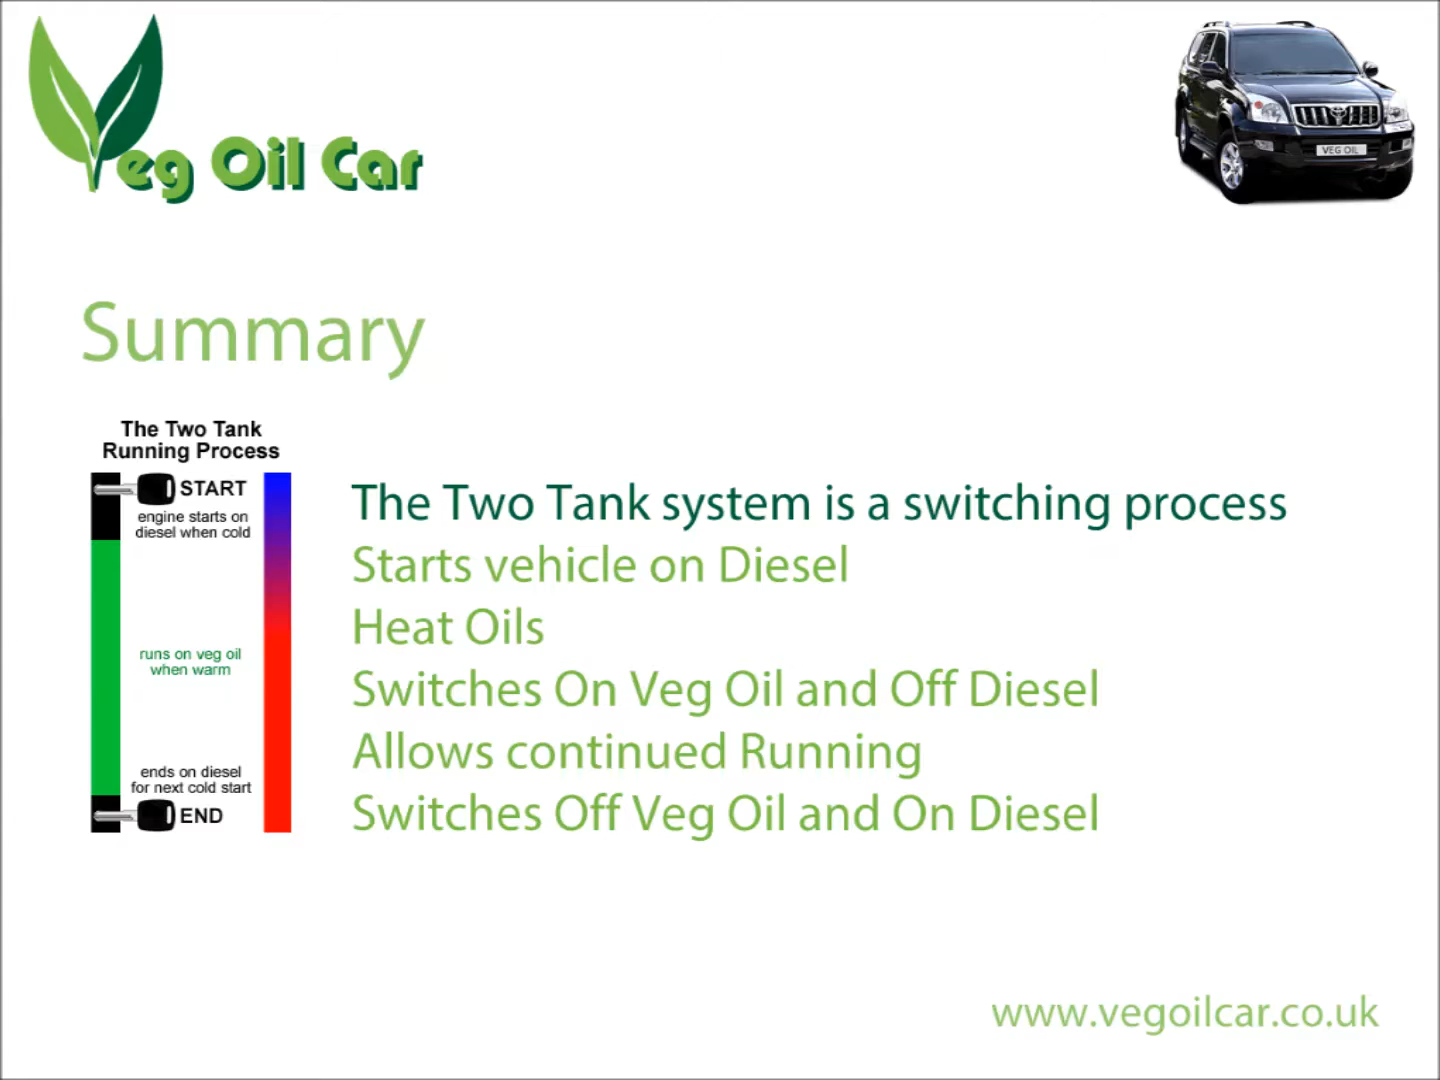 Veg Oil Car
VEG OIL
Summary
The Two Tank
Running Process
START
engine starts on
diesel when cold
runs on veg oil
when warm
ends on diesel
for next cold start
END
The Two Tank system is a switching process
Starts vehicle on Diesel
Heat Oils
Switches On Veg Oil and Off Diesel
Allows continued Running
Switches Off Veg Oil and On Diesel
www.vegoilcar.co.uk